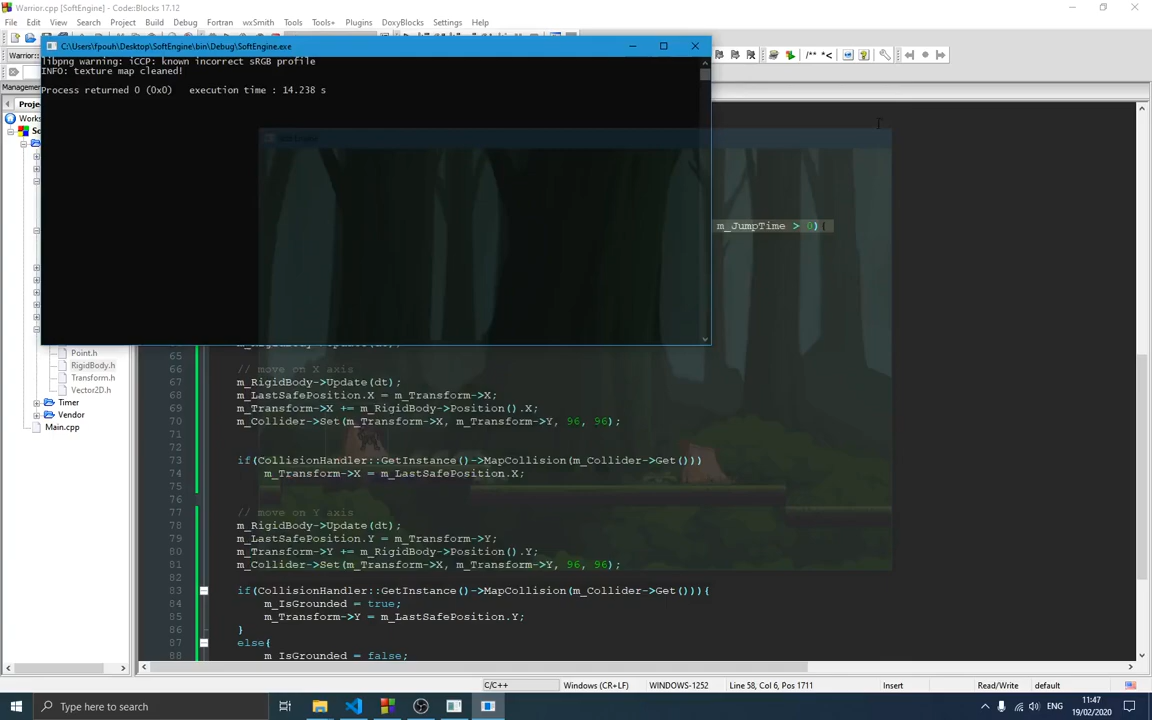 Warrior.cpp [SoftEngine] - Code::Blocks 17.12
File Edit View Search Project Build Debug Fortran wxSmith Tools Tools+ Plugins DoxyBlocks Settings Help
C:\Users\fpouh\Desktop\SoftEngine\bin\Debug\SoftEngine.exe
Warrior::
/** *<
libpng warning: iCCP: known incorrect sRGB profile
INFO: texture map cleaned!
Process returned 0 (0x0)   execution time : 14.238 s
Management
Proje
Works
So
m_JumpTime > 0)
Point.h
RigidBody.h
Transform.h
Vector2D.h
Timer
Vendor
Main.cpp
65
66 // move on X axis
67 m_RigidBody->Update(dt);
68 m_LastSafePosition.X = m_Transform->X;
69 m_Transform->X += m_RigidBody->Position().X;
70 m_Collider->Set(m_Transform->X, m_Transform->Y, 96, 96);
71
72
73 if(CollisionHandler::GetInstance()->MapCollision(m_Collider->Get()))
74 m_Transform->X = m_LastSafePosition.X;
75
76
77 // move on Y axis
78 m_RigidBody->Update(dt);
79 m_LastSafePosition.Y = m_Transform->Y;
80 m_Transform->Y += m_RigidBody->Position().Y;
81 m_Collider->Set(m_Transform->X, m_Transform->Y, 96, 96);
82
83 if(CollisionHandler::GetInstance()->MapCollision(m_Collider->Get())){
84 m_IsGrounded = true;
85 m_Transform->Y = m_LastSafePosition.Y;
86 }
87 else{
88 m_IsGrounded = false;
C/C++ Windows (CR+LF) WINDOWS-1252 Line 58, Col 6, Pos 1711 Insert Read/Write default
Type here to search
ENG
11:47
19/02/2020